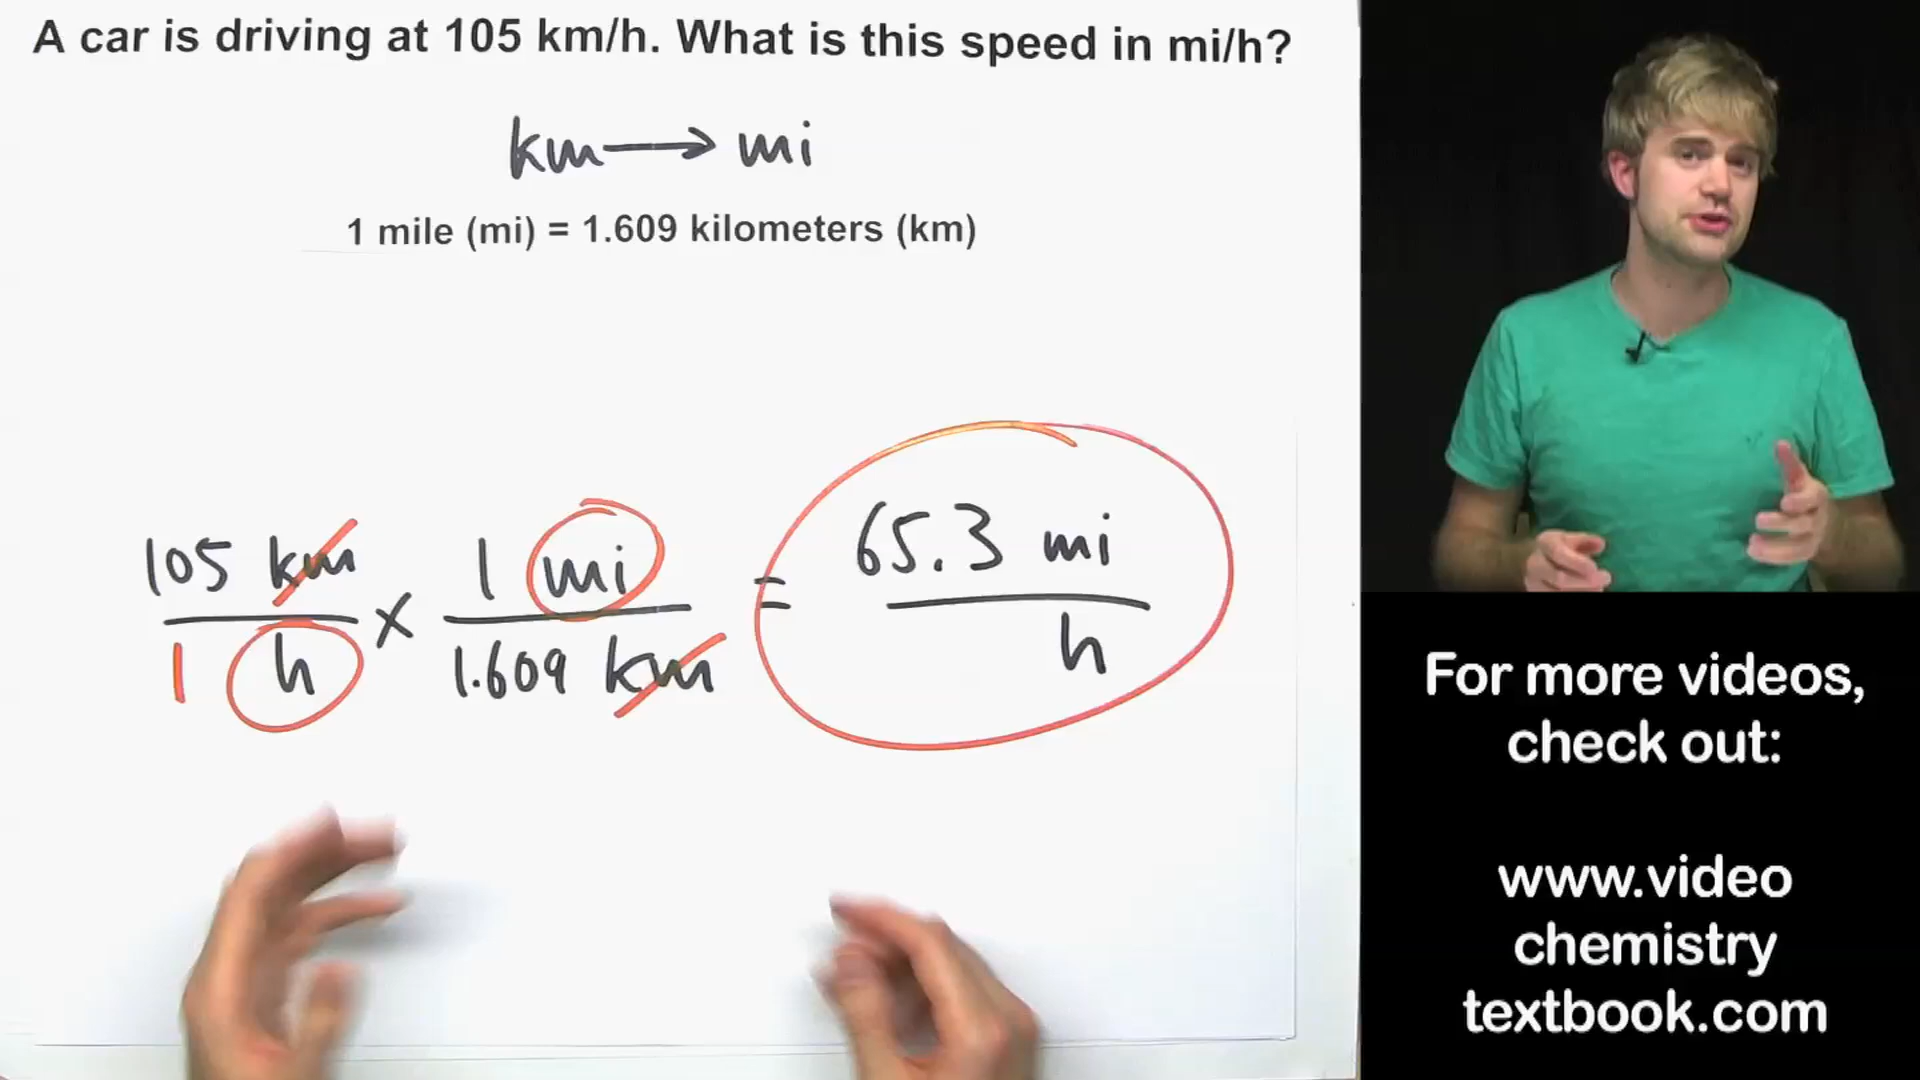 A car is driving at 105 km/h. What is this speed in mi/h?
km → mi
1 mile (mi) = 1.609 kilometers (km)
105 km / 1 h × 1 mi / 1.609 km = 65.3 mi / h
For more videos,
check out:
www.video
chemistry
textbook.com